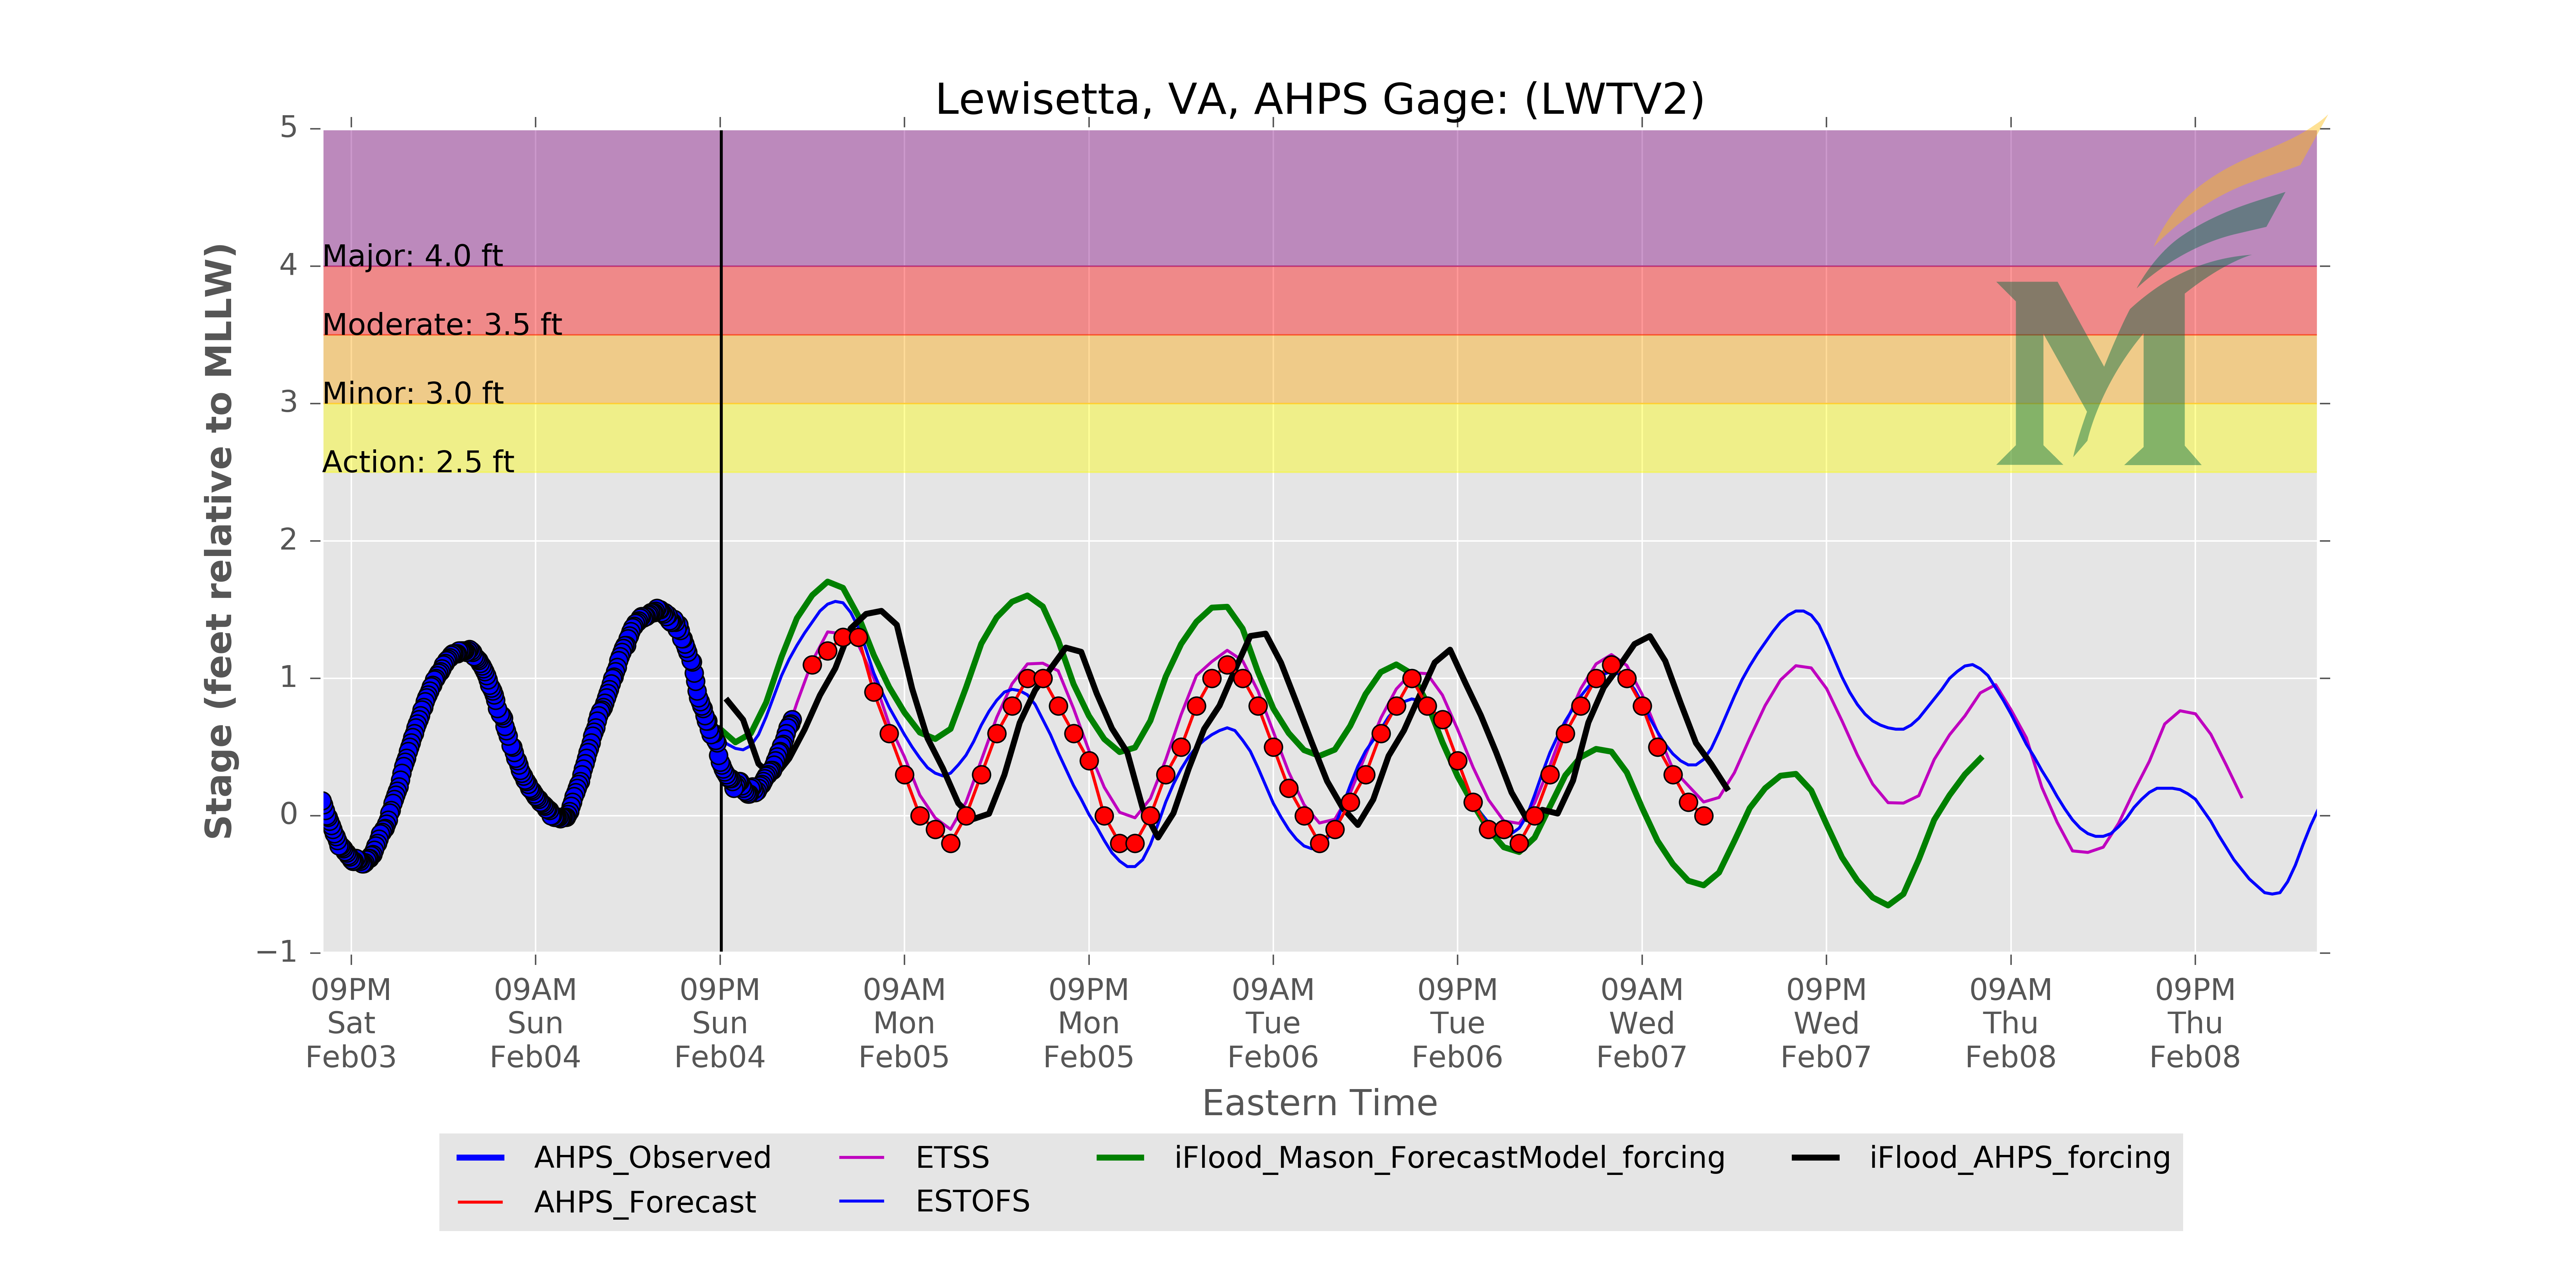 Lewisetta, VA, AHPS Gage: (LWTV2)
Stage (feet relative to MLLW)
5
4
3
2
1
0
−1
Major: 4.0 ft
Moderate: 3.5 ft
Minor: 3.0 ft
Action: 2.5 ft
M
09PM 09AM 09PM 09AM 09PM 09AM 09PM 09AM 09PM 09AM 09PM
Sat Sun Sun Mon Mon Tue Tue Wed Wed Thu Thu
Feb03 Feb04 Feb04 Feb05 Feb05 Feb06 Feb06 Feb07 Feb07 Feb08 Feb08
Eastern Time
AHPS_Observed ETSS iFlood_Mason_ForecastModel_forcing iFlood_AHPS_forcing
AHPS_Forecast ESTOFS